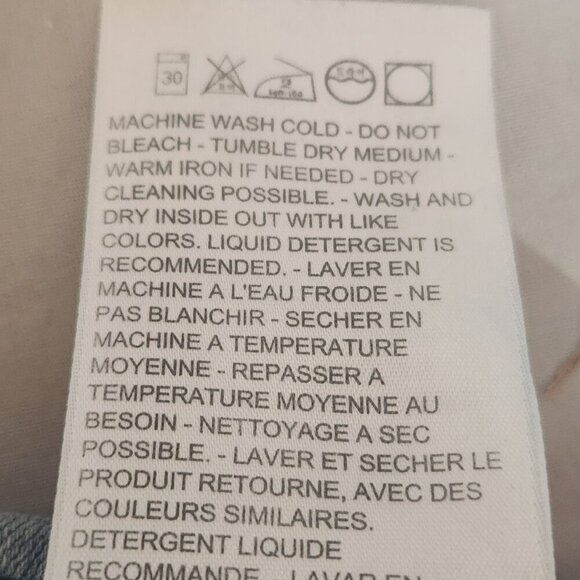 30
MACHINE WASH COLD - DO NOT
BLEACH - TUMBLE DRY MEDIUM -
WARM IRON IF NEEDED - DRY
CLEANING POSSIBLE. - WASH AND
DRY INSIDE OUT WITH LIKE
COLORS. LIQUID DETERGENT IS
RECOMMENDED. - LAVER EN
MACHINE A L'EAU FROIDE - NE
PAS BLANCHIR - SECHER EN
MACHINE A TEMPERATURE
MOYENNE - REPASSER A
TEMPERATURE MOYENNE AU
BESOIN - NETTOYAGE A SEC
POSSIBLE. - LAVER ET SECHER LE
PRODUIT RETOURNE, AVEC DES
COULEURS SIMILAIRES.
DETERGENT LIQUIDE
RECOMMANDE. - LAVAR EN